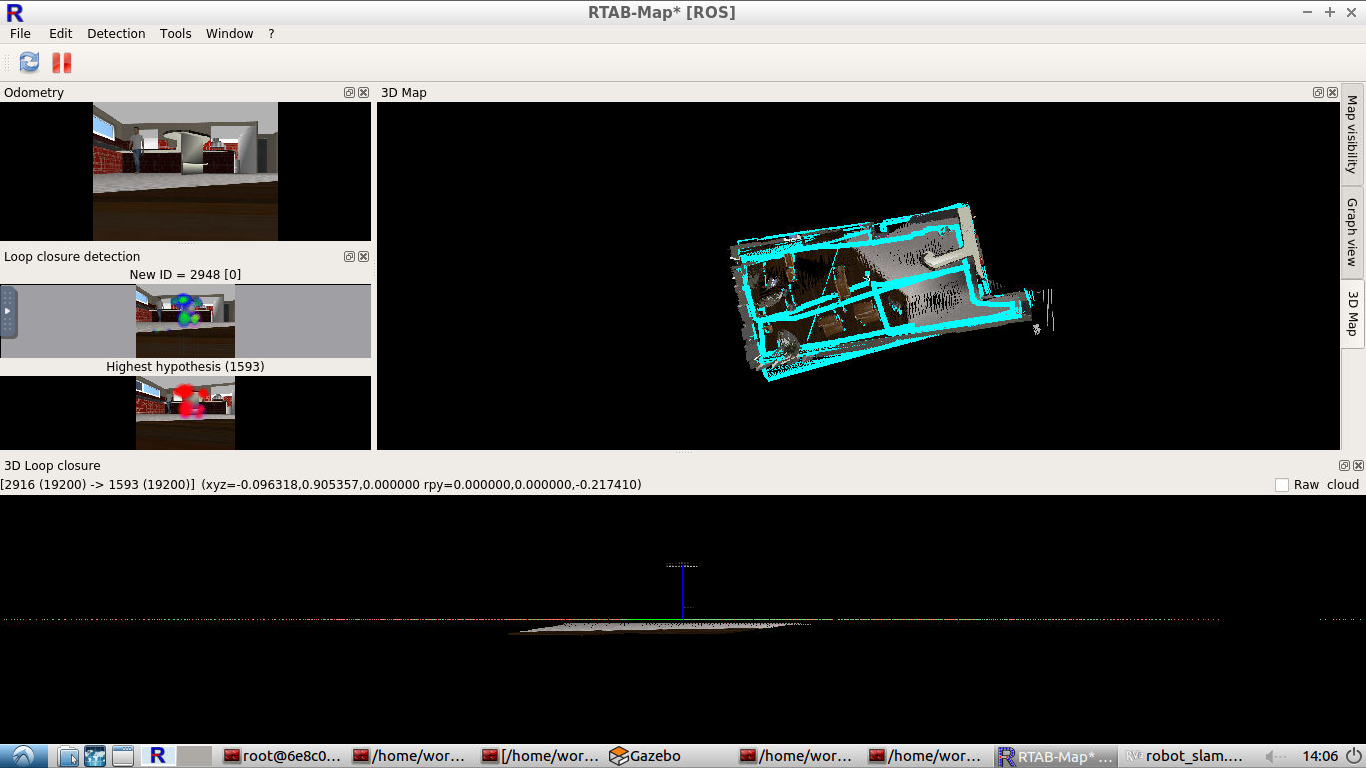 RTAB-Map* [ROS]
File Edit Detection Tools Window ?
Odometry
3D Map
Map visibility
Graph view
3D Map
Loop closure detection
New ID = 2948 [0]
Highest hypothesis (1593)
3D Loop closure
[2916 (19200) -> 1593 (19200)] (xyz=-0.096318,0.905357,0.000000 rpy=0.000000,0.000000,-0.217410)
Raw cloud
root@6e8c0... /home/wor... [/home/wor... Gazebo /home/wor... /home/wor... RTAB-Map* ... robot_slam.... 14:06